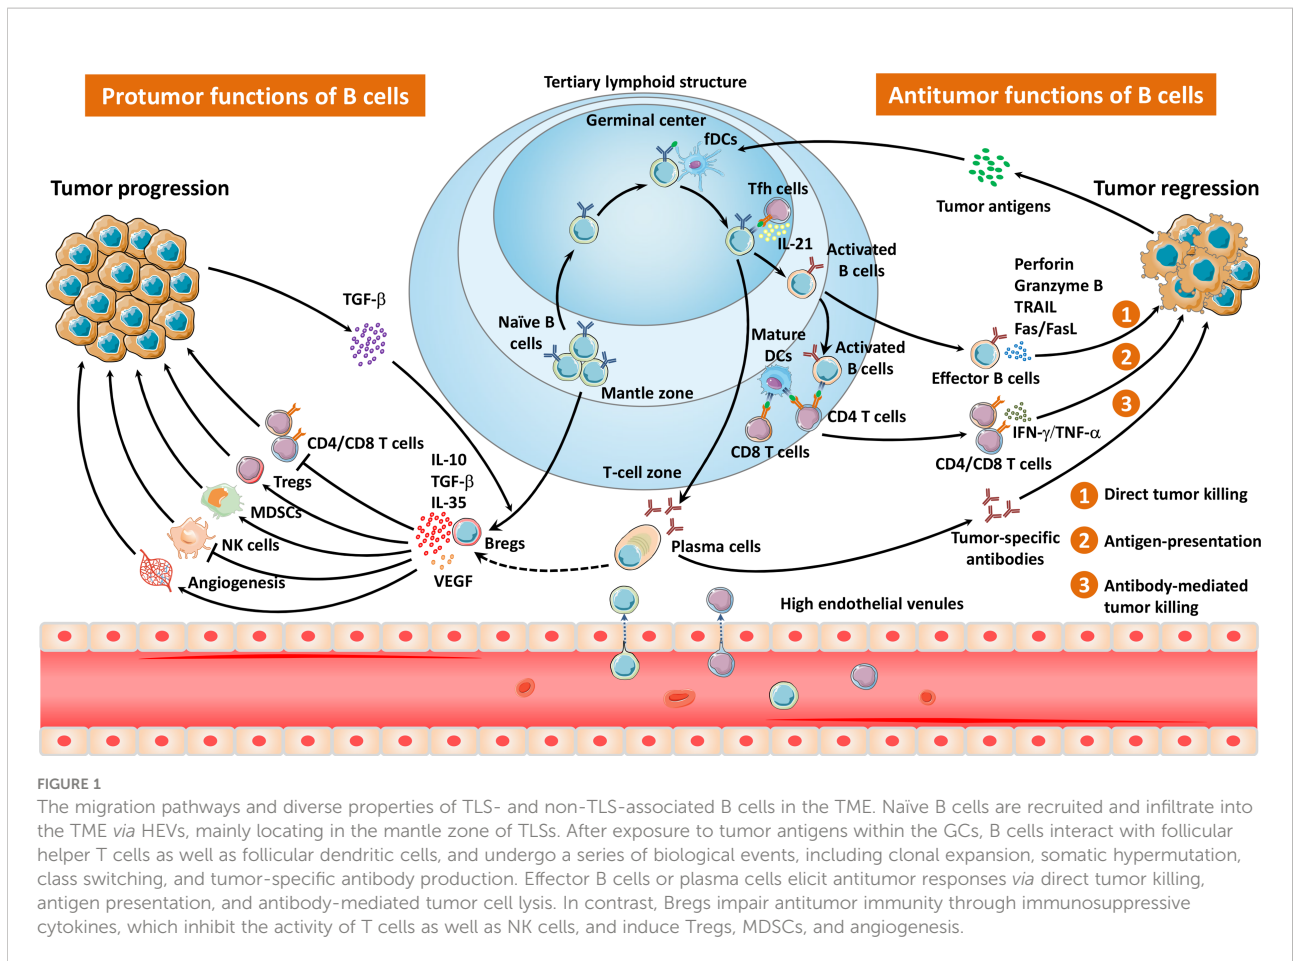 Protumor functions of B cells
Tertiary lymphoid structure
Antitumor functions of B cells
Germinal center
fDCs
Tumor progression
Tfh cells
Tumor antigens
Tumor regression
IL-21
Activated
B cells
TGF-β
Naïve B
cells
Perforin
Granzyme B
TRAIL
Fas/FasL
1
2
3
Mature
DCs
Activated
B cells
Effector B cells
Mantle zone
CD4 T cells
CD8 T cells
IFN-γ/TNF-α
CD4/CD8 T cells
CD4/CD8 T cells
Tregs
MDSCs
NK cells
Angiogenesis
IL-10
TGF-β
IL-35
Bregs
VEGF
T-cell zone
Plasma cells
Tumor-specific
antibodies
1 Direct tumor killing
2 Antigen-presentation
3 Antibody-mediated
tumor killing
High endothelial venules
FIGURE 1
The migration pathways and diverse properties of TLS- and non-TLS-associated B cells in the TME. Naïve B cells are recruited and infiltrate into
the TME via HEVs, mainly locating in the mantle zone of TLSs. After exposure to tumor antigens within the GCs, B cells interact with follicular
helper T cells as well as follicular dendritic cells, and undergo a series of biological events, including clonal expansion, somatic hypermutation,
class switching, and tumor-specific antibody production. Effector B cells or plasma cells elicit antitumor responses via direct tumor killing,
antigen presentation, and antibody-mediated tumor cell lysis. In contrast, Bregs impair antitumor immunity through immunosuppressive
cytokines, which inhibit the activity of T cells as well as NK cells, and induce Tregs, MDSCs, and angiogenesis.